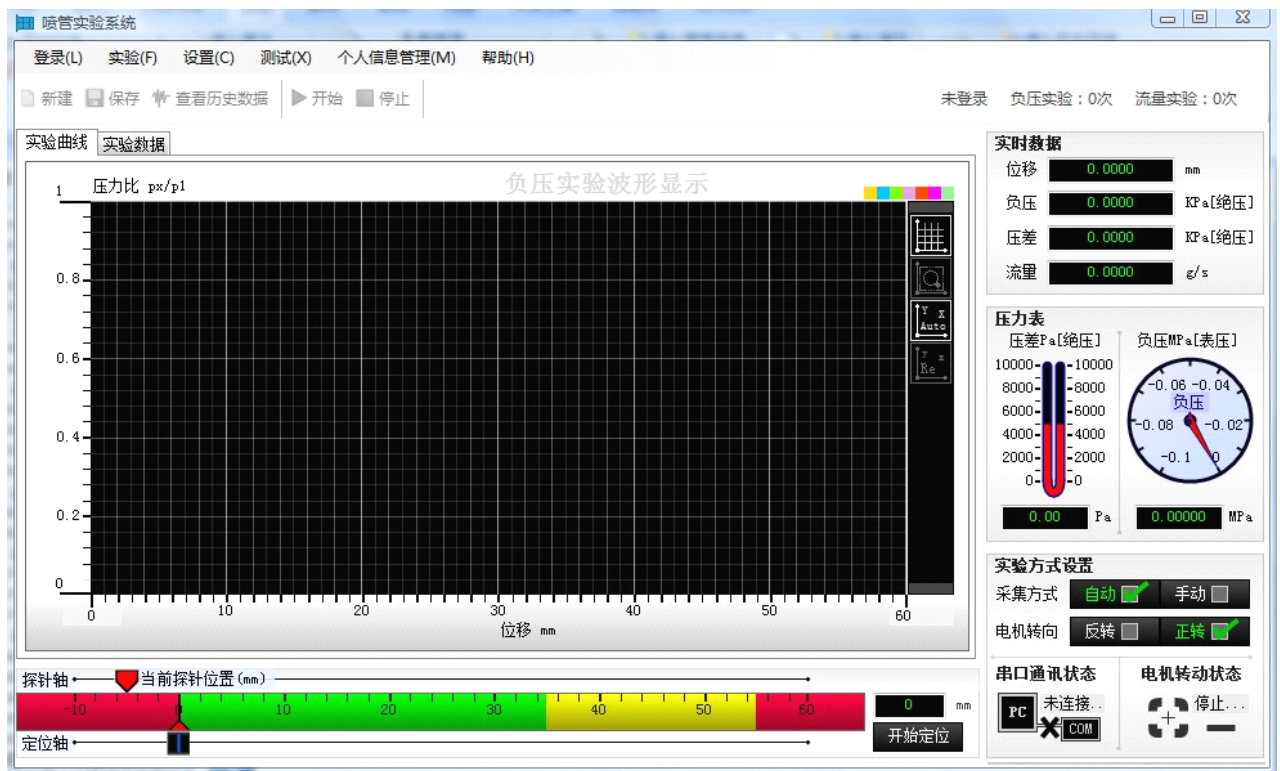 喷管实验系统
登录(L) 实验(F) 设置(C) 测试(X) 个人信息管理(M) 帮助(H)
新建 保存 查看历史数据 开始 停止 未登录 负压实验：0次 流量实验：0次
实验曲线 实验数据
压力比 px/p1 负压实验波形显示
1
0.8
0.6
0.4
0.2
0
Y X
Auto
Y X
Re
0 10 20 30 40 50 60
位移 mm
实时数据
位移 0.0000 mm
负压 0.0000 KPa[绝压]
压差 0.0000 KPa[绝压]
流量 0.0000 g/s
压力表
压差Pa[绝压] 负压MPa[表压]
10000 10000
8000 8000
6000 6000
4000 4000
2000 2000
0 0
-0.06 -0.04
负压
-0.08 -0.02
-0.1 0
0.00 Pa 0.00000 MPa
实验方式设置
采集方式 自动 手动
电机转向 反转 正转
串口通讯状态 电机转动状态
PC 未连接.. 停止...
COM
探针轴 当前探针位置(mm)
-10 0 10 20 30 40 50 60
0 mm
定位轴 开始定位